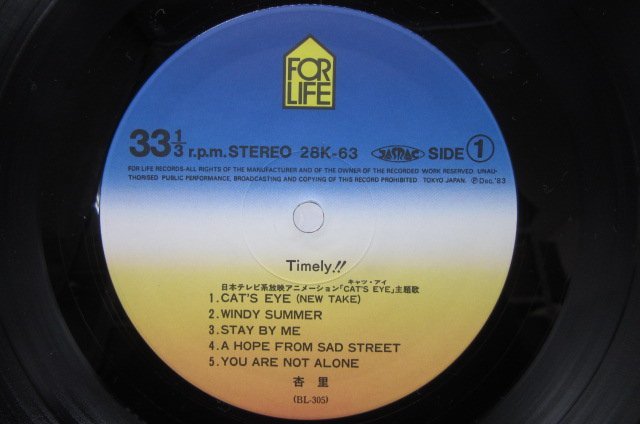 FOR
LIFE
33 1/3 r.p.m. STEREO 28K-63 JASRAC SIDE 1
FOR LIFE RECORDS-ALL RIGHTS OF THE MANUFACTURER AND OF THE OWNER OF THE RECORDED WORK RESERVED. UNAU-
THORISED PUBLIC PERFORMANCE, BROADCASTING AND COPYING OF THIS RECORD PROHIBITED. TOKYO JAPAN. ℗Dec.'83
Timely!!
キャッツ・アイ
日本テレビ系放映アニメーション「CAT'S EYE」主題歌
1. CAT'S EYE (NEW TAKE)
2. WINDY SUMMER
3. STAY BY ME
4. A HOPE FROM SAD STREET
5. YOU ARE NOT ALONE
杏里
(BL-305)